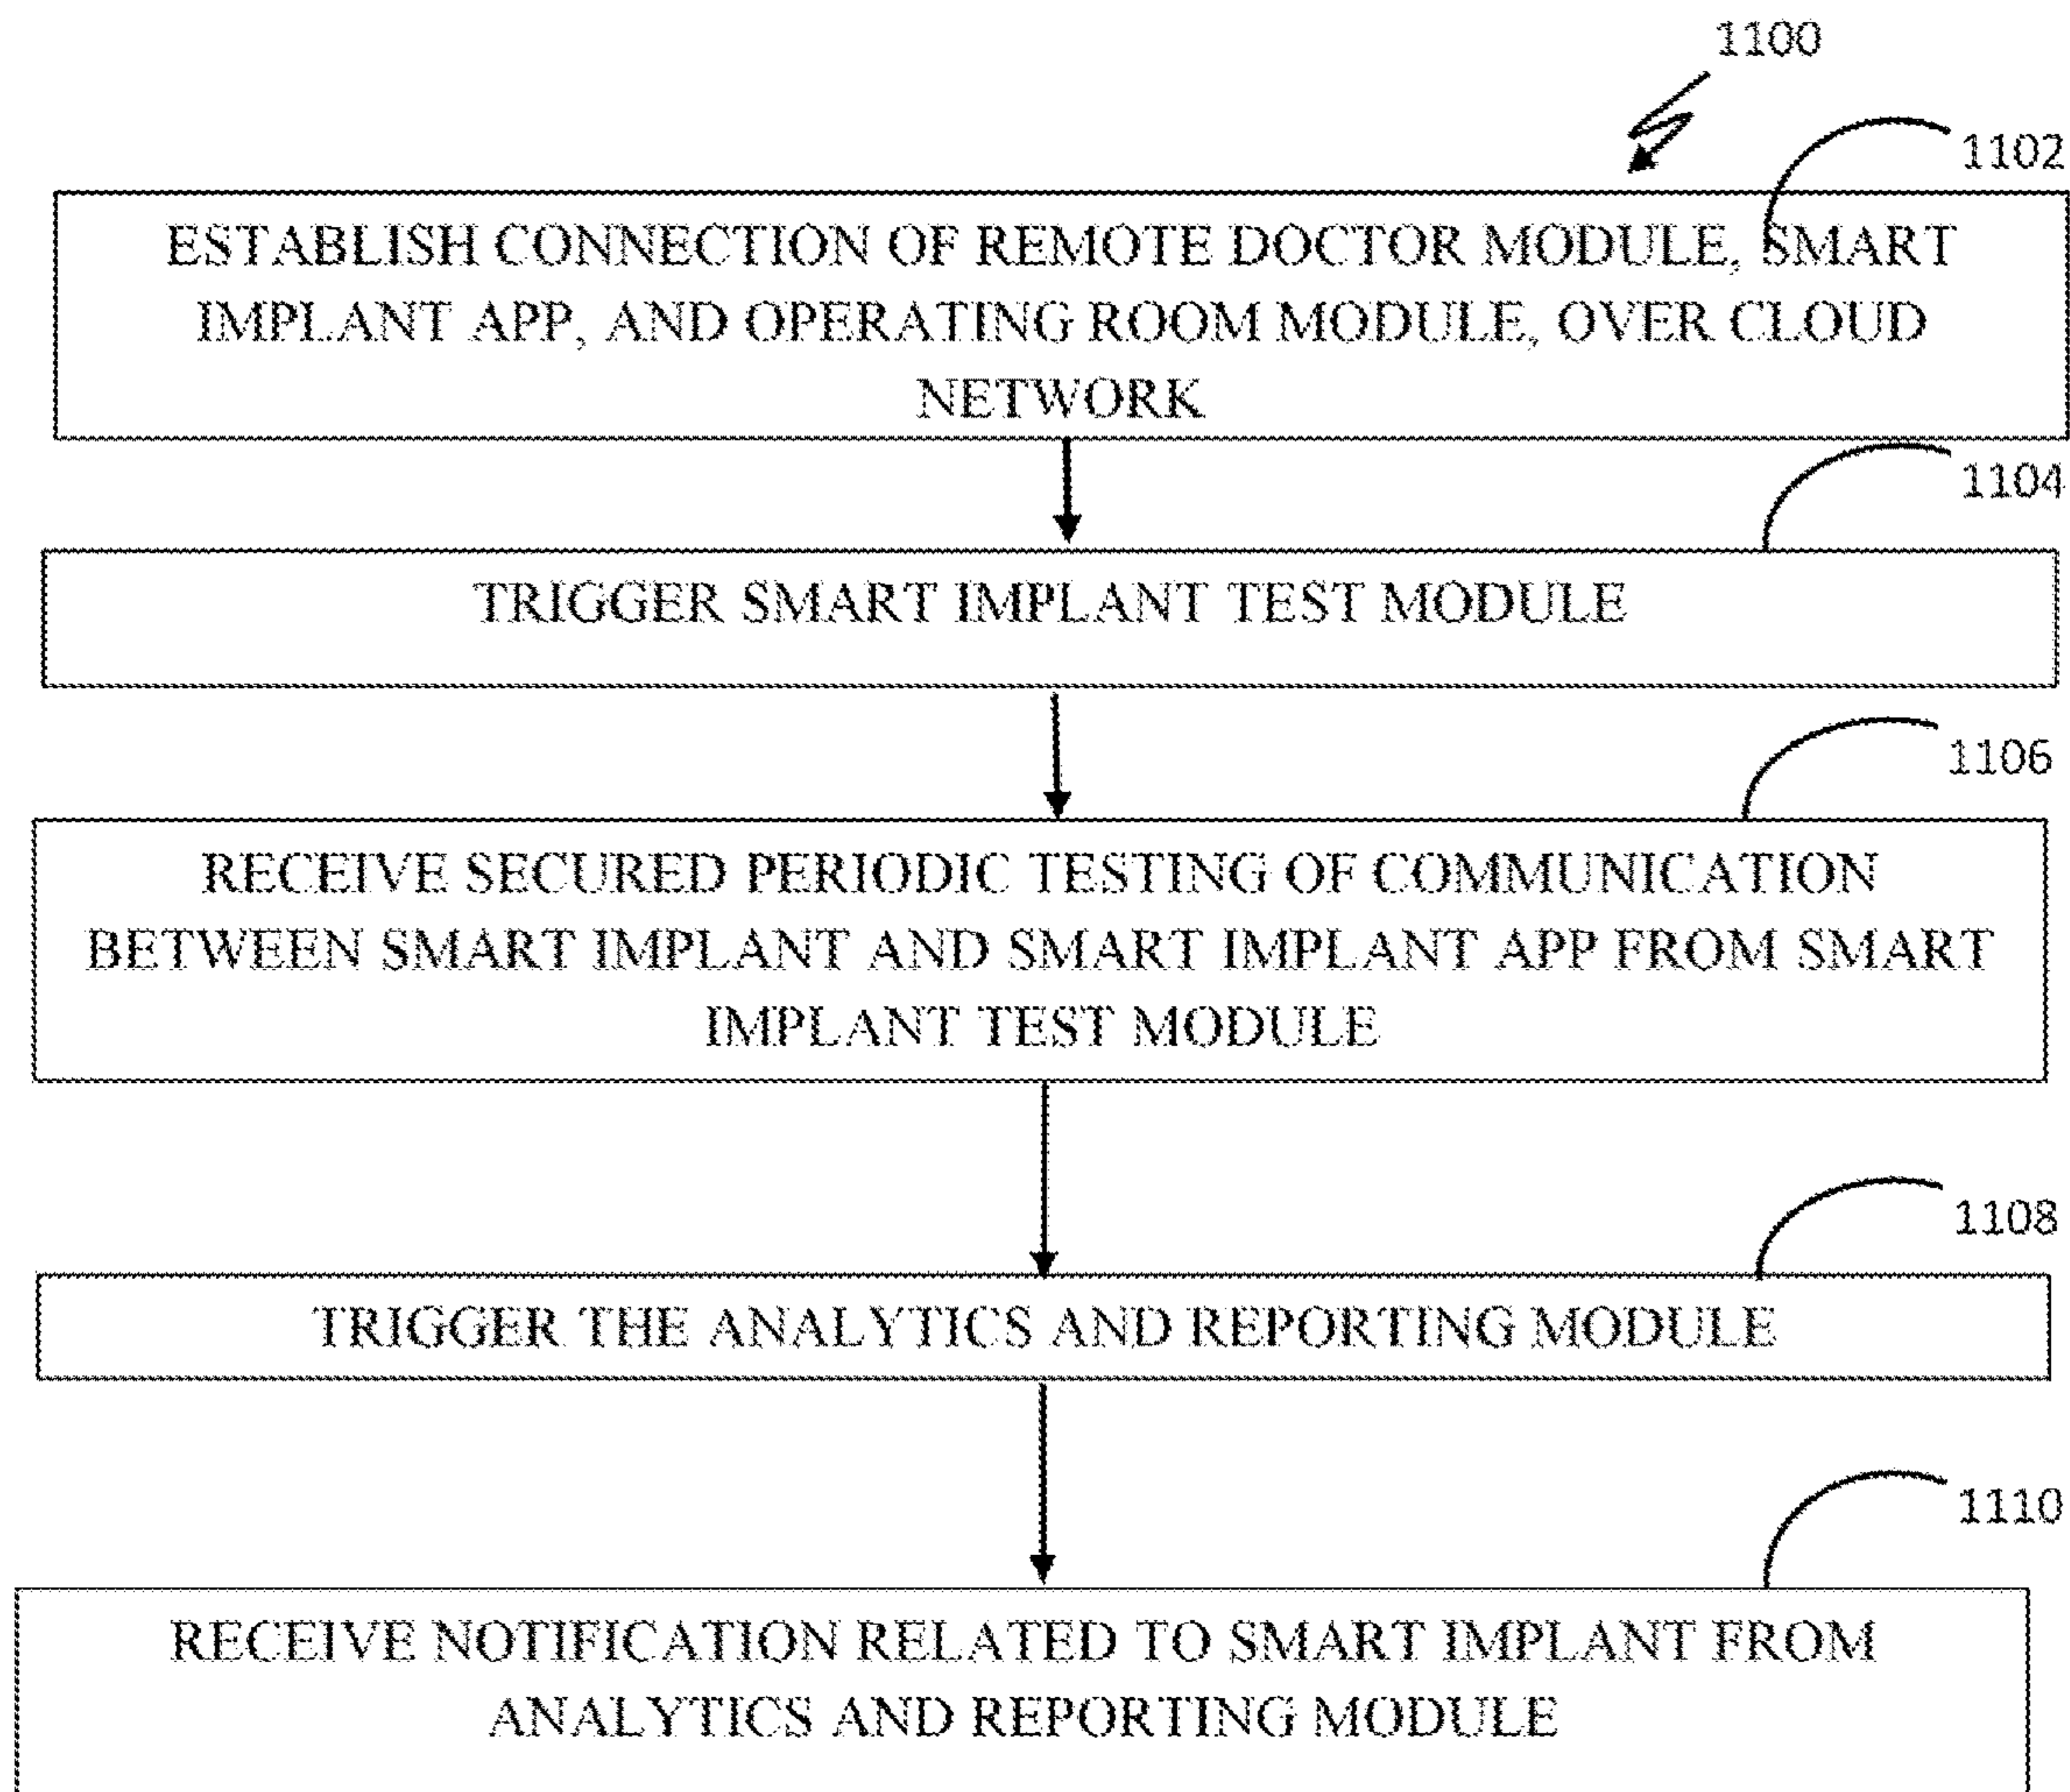 1100
1102
ESTABLISH CONNECTION OF REMOTE DOCTOR MODULE, SMART
IMPLANT APP, AND OPERATING ROOM MODULE, OVER CLOUD
NETWORK
1104
TRIGGER SMART IMPLANT TEST MODULE
1106
RECEIVE SECURED PERIODIC TESTING OF COMMUNICATION
BETWEEN SMART IMPLANT AND SMART IMPLANT APP FROM SMART
IMPLANT TEST MODULE
1108
TRIGGER THE ANALYTICS AND REPORTING MODULE
1110
RECEIVE NOTIFICATION RELATED TO SMART IMPLANT FROM
ANALYTICS AND REPORTING MODULE